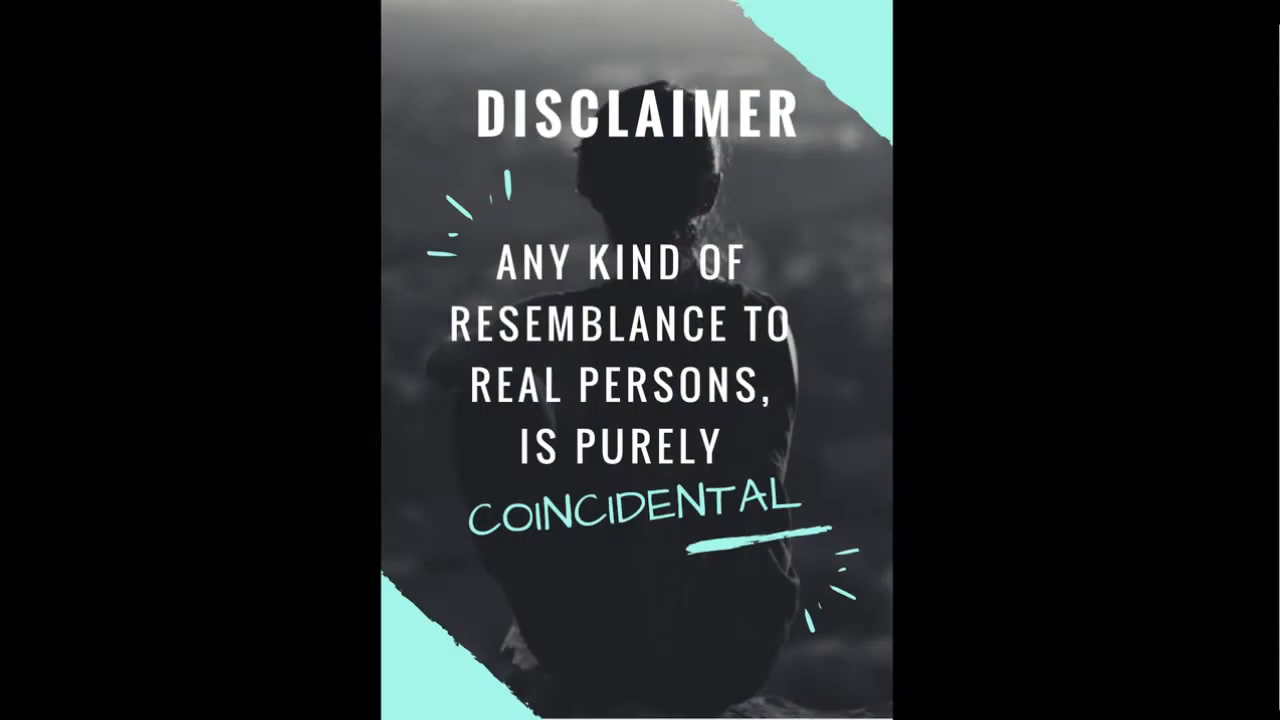 DISCLAIMER
ANY KIND OF
RESEMBLANCE TO
REAL PERSONS,
IS PURELY
COINCIDENTAL